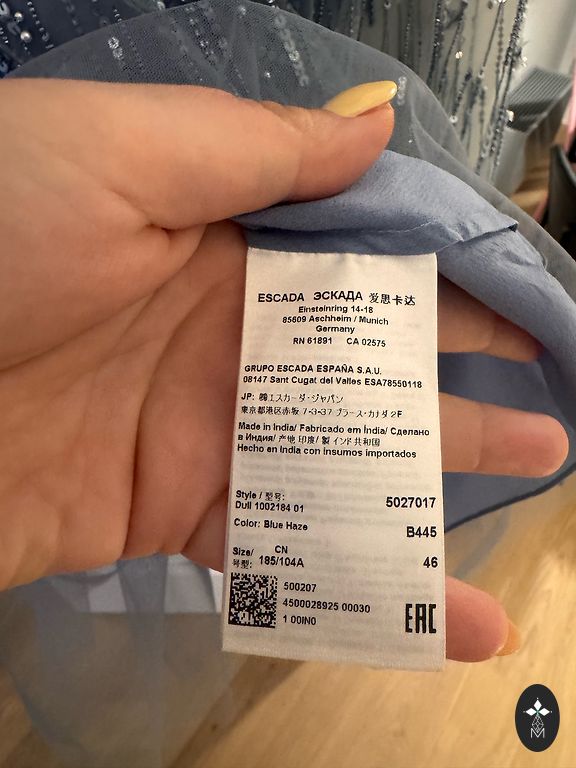 ESCADA ЭСКАДА 爱思卡达
Einsteinring 14-18
85609 Aschheim / Munich
Germany
RN 61891 CA 02575
GRUPO ESCADA ESPAÑA S.A.U.
08147 Sant Cugat del Valles ESA78550118
JP: ㈱エスカーダ・ジャパン
東京都港区赤坂 7-3-37 プラース・カナダ 2F
Made in India/ Fabricado em Índia/ Сделано
в Индия/ 产地 印度/ 製 インド共和国
Hecho en India con insumos importados
Style / 型号: 5027017
Dull 1002184 01
Color: Blue Haze B445
Size/ CN
号型: 185/104A 46
500207
4500028925 00030
1 00IN0
EAC
M